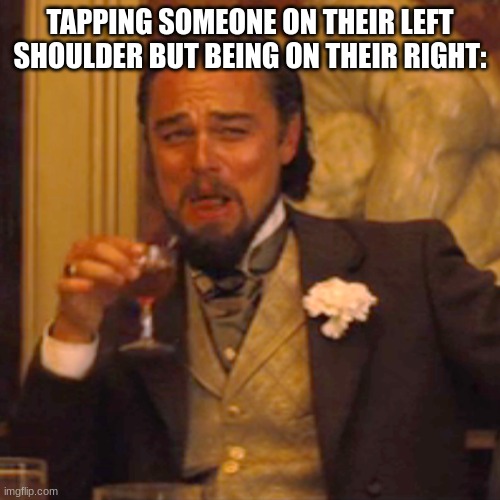 TAPPING SOMEONE ON THEIR LEFT
SHOULDER BUT BEING ON THEIR RIGHT:
imgflip.com